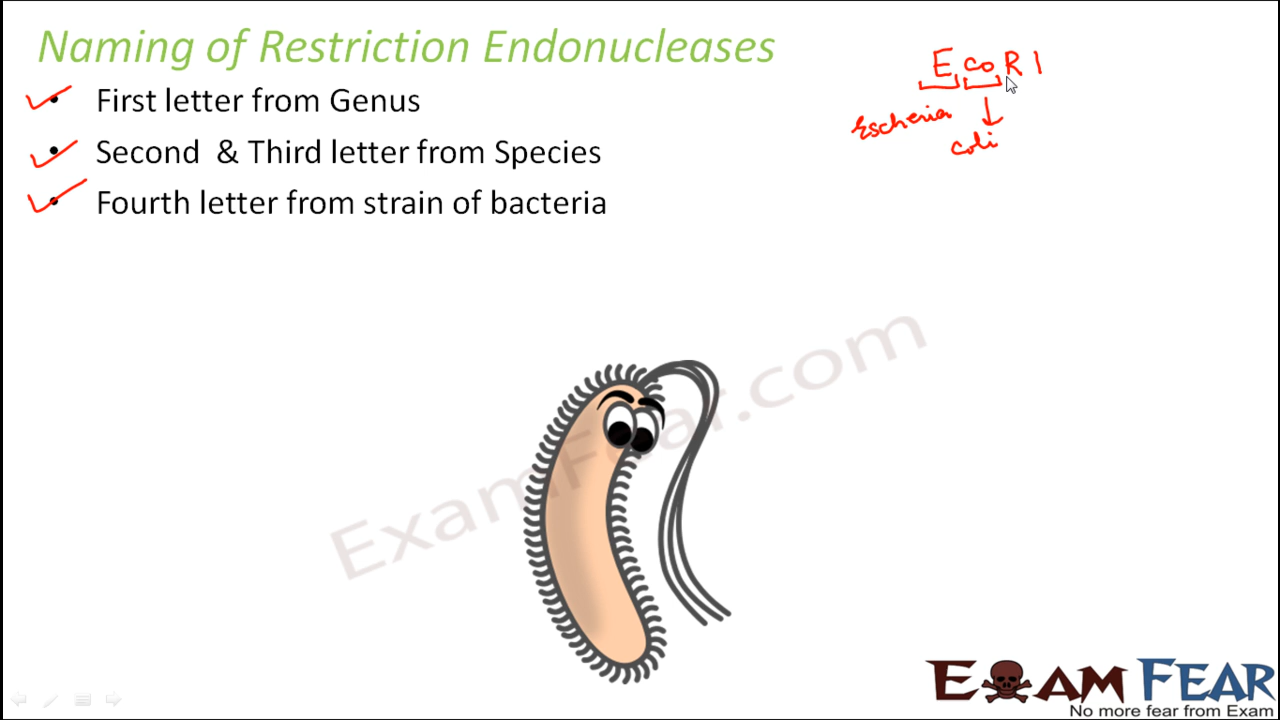 Naming of Restriction Endonucleases
E co R I
• First letter from Genus
Escheria
coli
• Second & Third letter from Species
• Fourth letter from strain of bacteria
ExamFear.com
EXAM FEAR
No more fear from Exam